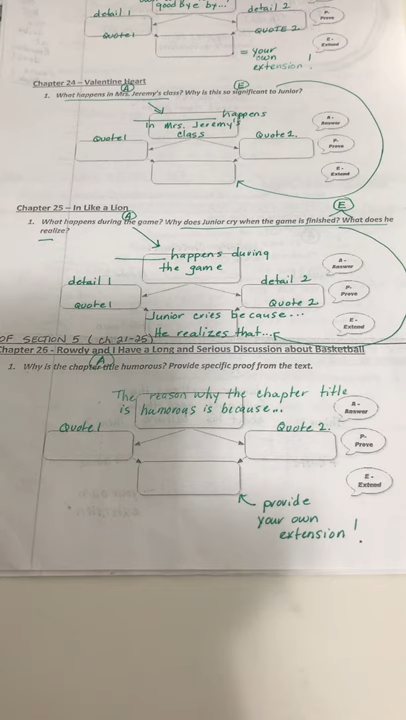 good bye by...
detail 1
detail 2
P-
Prove
Quote 1
QUOTE 2
E-
Extend
= your
own
extension!
Chapter 24 – Valentine Heart
A
E
1. What happens in Mrs. Jeremy's class? Why is this so significant to Junior?
happens
in Mrs. Jeremy's
class
A-
Answer
Quote 1
Quote 2.
P-
Prove
E-
Extend
Chapter 25 – In Like a Lion
A
E
1. What happens during the game? Why does Junior cry when the game is finished? What does he
realize?
happens during
the game
A-
Answer
detail 1
detail 2
P-
Prove
Quote 1
Quote 2
Junior cries because...
He realizes that...
E-
Extend
OF SECTION 5 (ch. 21-25)
Chapter 26 - Rowdy and I Have a Long and Serious Discussion about Basketball
A
1. Why is the chapter title humorous? Provide specific proof from the text.
The reason why the chapter title
is humorous is because...
A-
Answer
Quote 1
Quote 2.
P-
Prove
E-
Extend
provide
your own
extension!